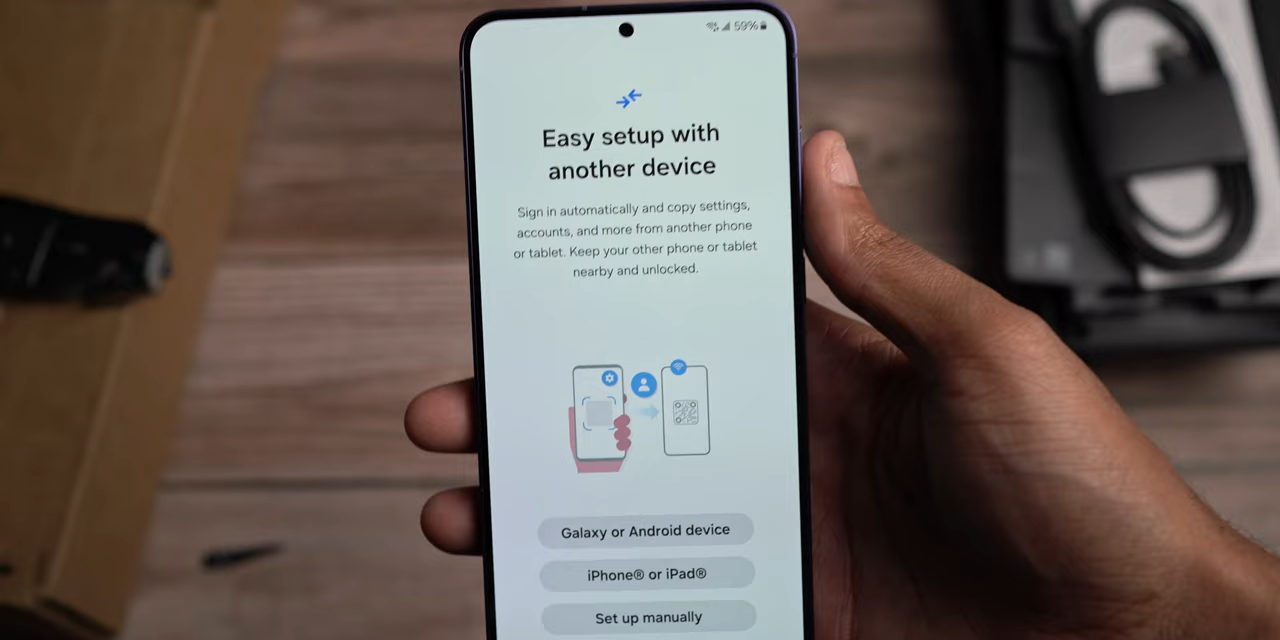 59%
Easy setup with
another device
Sign in automatically and copy settings,
accounts, and more from another phone
or tablet. Keep your other phone or tablet
nearby and unlocked.
Galaxy or Android device
iPhone® or iPad®
Set up manually